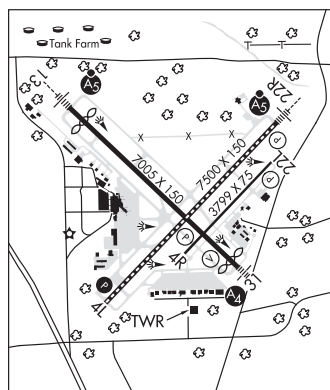 Tank Farm
13
A5
22R
A5
22L
P
7005 X 150
7500 X 150
3799 X 75
P
4R
V
31
P
4L
A4
TWR